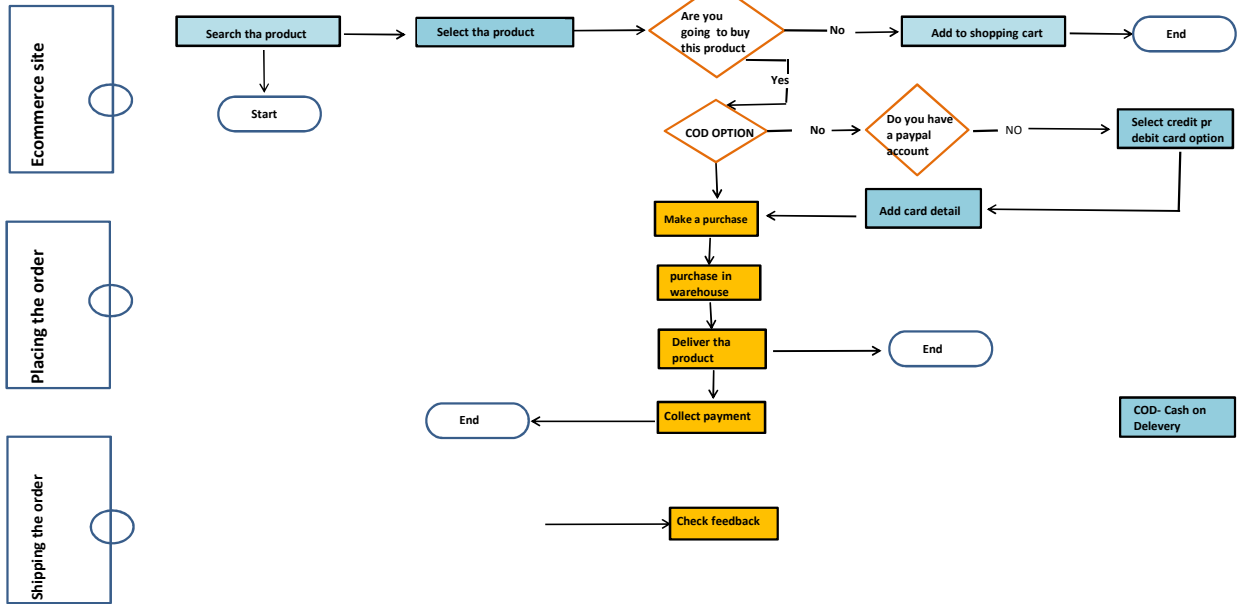 Ecommerce site
Search tha product
Select tha product
Are you
going to buy
this product
No
Add to shopping cart
End
Yes
Start
COD OPTION
No
Do you have
a paypal
account
NO
Select credit pr
debit card option
Placing the order
Make a purchase
Add card detail
purchase in
warehouse
Deliver tha
product
End
End
Collect payment
COD- Cash on
Delevery
Shipping the order
Check feedback